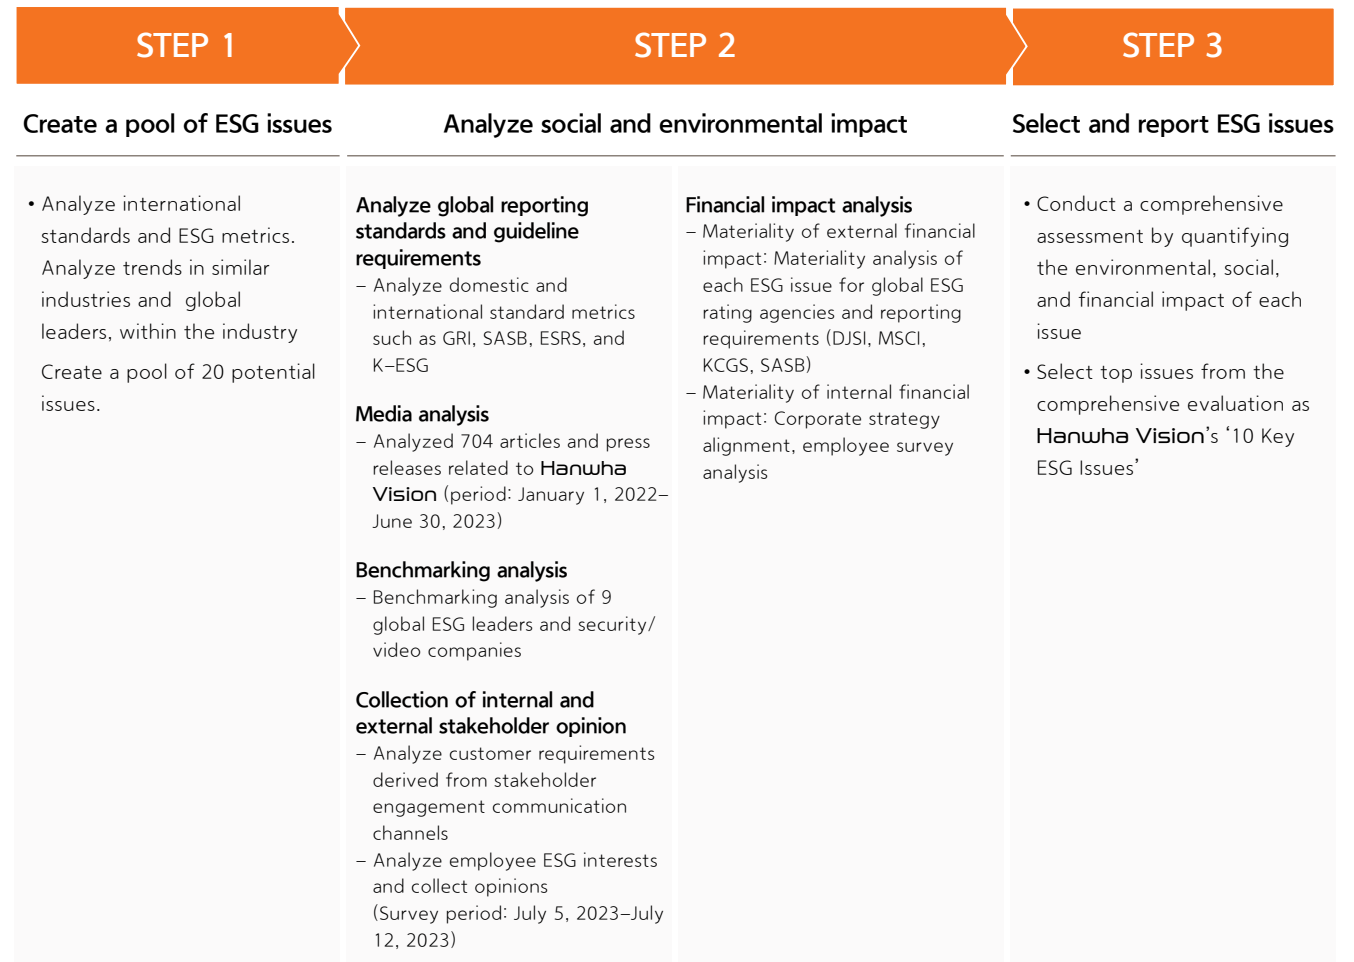 STEP 1
STEP 2
STEP 3
Create a pool of ESG issues
Analyze social and environmental impact
Select and report ESG issues
• Analyze international
standards and ESG metrics.
Analyze trends in similar
industries and global
leaders, within the industry
Create a pool of 20 potential
issues.
Analyze global reporting
standards and guideline
requirements
– Analyze domestic and
international standard metrics
such as GRI, SASB, ESRS, and
K–ESG
Media analysis
– Analyzed 704 articles and press
releases related to Hanwha
Vision (period: January 1, 2022–
June 30, 2023)
Benchmarking analysis
– Benchmarking analysis of 9
global ESG leaders and security/
video companies
Collection of internal and
external stakeholder opinion
– Analyze customer requirements
derived from stakeholder
engagement communication
channels
– Analyze employee ESG interests
and collect opinions
(Survey period: July 5, 2023–July
12, 2023)
Financial impact analysis
– Materiality of external financial
impact: Materiality analysis of
each ESG issue for global ESG
rating agencies and reporting
requirements (DJSI, MSCI,
KCGS, SASB)
– Materiality of internal financial
impact: Corporate strategy
alignment, employee survey
analysis
• Conduct a comprehensive
assessment by quantifying
the environmental, social,
and financial impact of each
issue
• Select top issues from the
comprehensive evaluation as
Hanwha Vision’s ‘10 Key
ESG Issues’